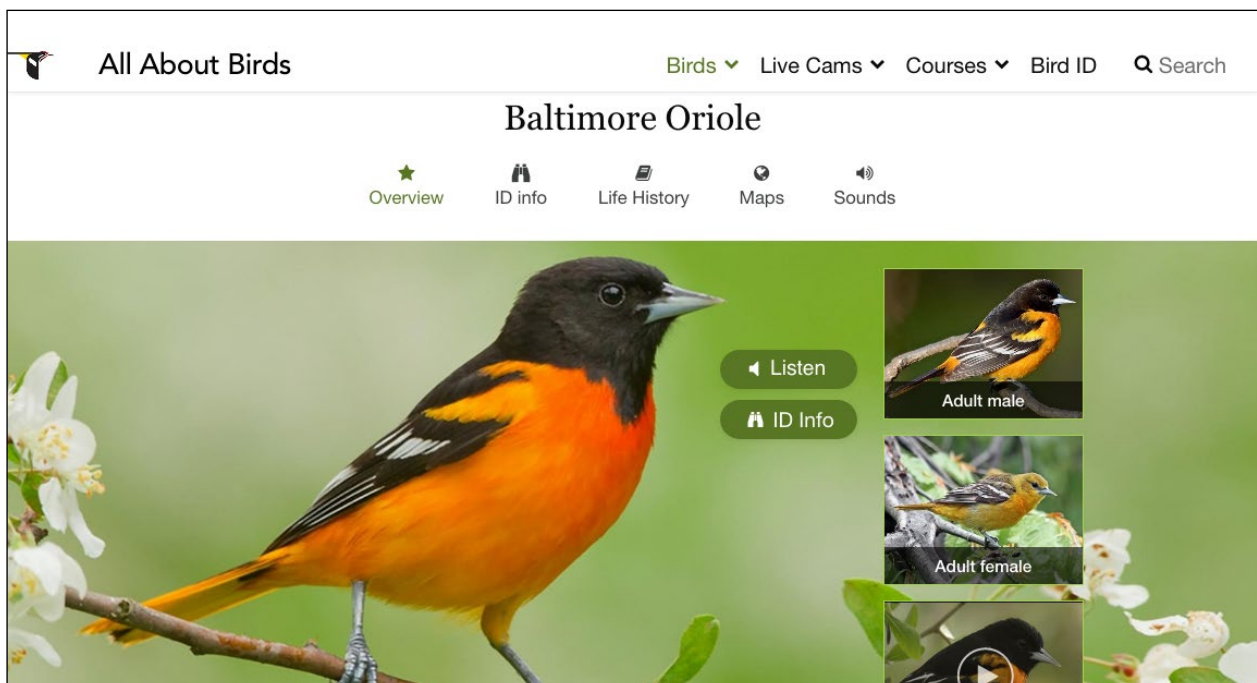 All About Birds
Birds Live Cams Courses Bird ID Search
Baltimore Oriole
Overview ID info Life History Maps Sounds
Listen
ID Info
Adult male
Adult female